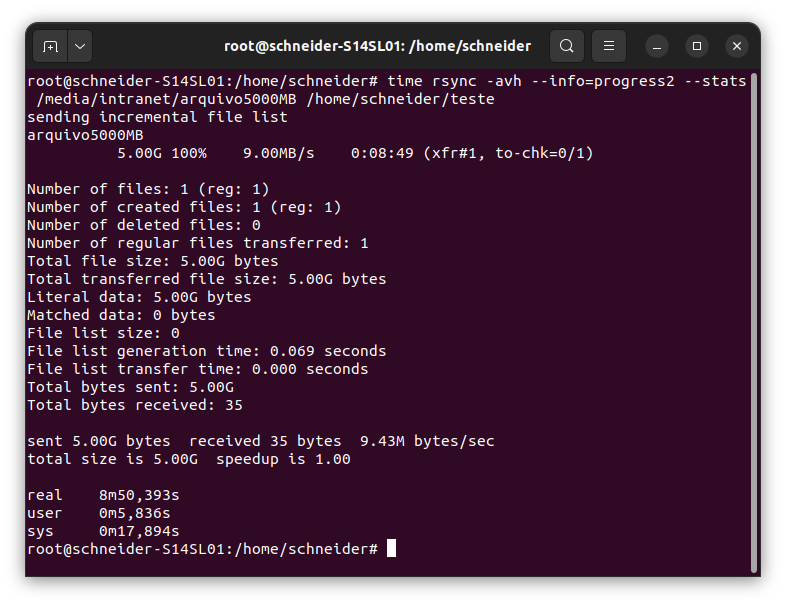 root@schneider-S14SL01: /home/schneider
root@schneider-S14SL01:/home/schneider# time rsync -avh --info=progress2 --stats
/media/intranet/arquivo5000MB /home/schneider/teste
sending incremental file list
arquivo5000MB
5.00G 100% 9.00MB/s 0:08:49 (xfr#1, to-chk=0/1)
Number of files: 1 (reg: 1)
Number of created files: 1 (reg: 1)
Number of deleted files: 0
Number of regular files transferred: 1
Total file size: 5.00G bytes
Total transferred file size: 5.00G bytes
Literal data: 5.00G bytes
Matched data: 0 bytes
File list size: 0
File list generation time: 0.069 seconds
File list transfer time: 0.000 seconds
Total bytes sent: 5.00G
Total bytes received: 35
sent 5.00G bytes received 35 bytes 9.43M bytes/sec
total size is 5.00G speedup is 1.00
real 8m50,393s
user 0m5,836s
sys 0m17,894s
root@schneider-S14SL01:/home/schneider#